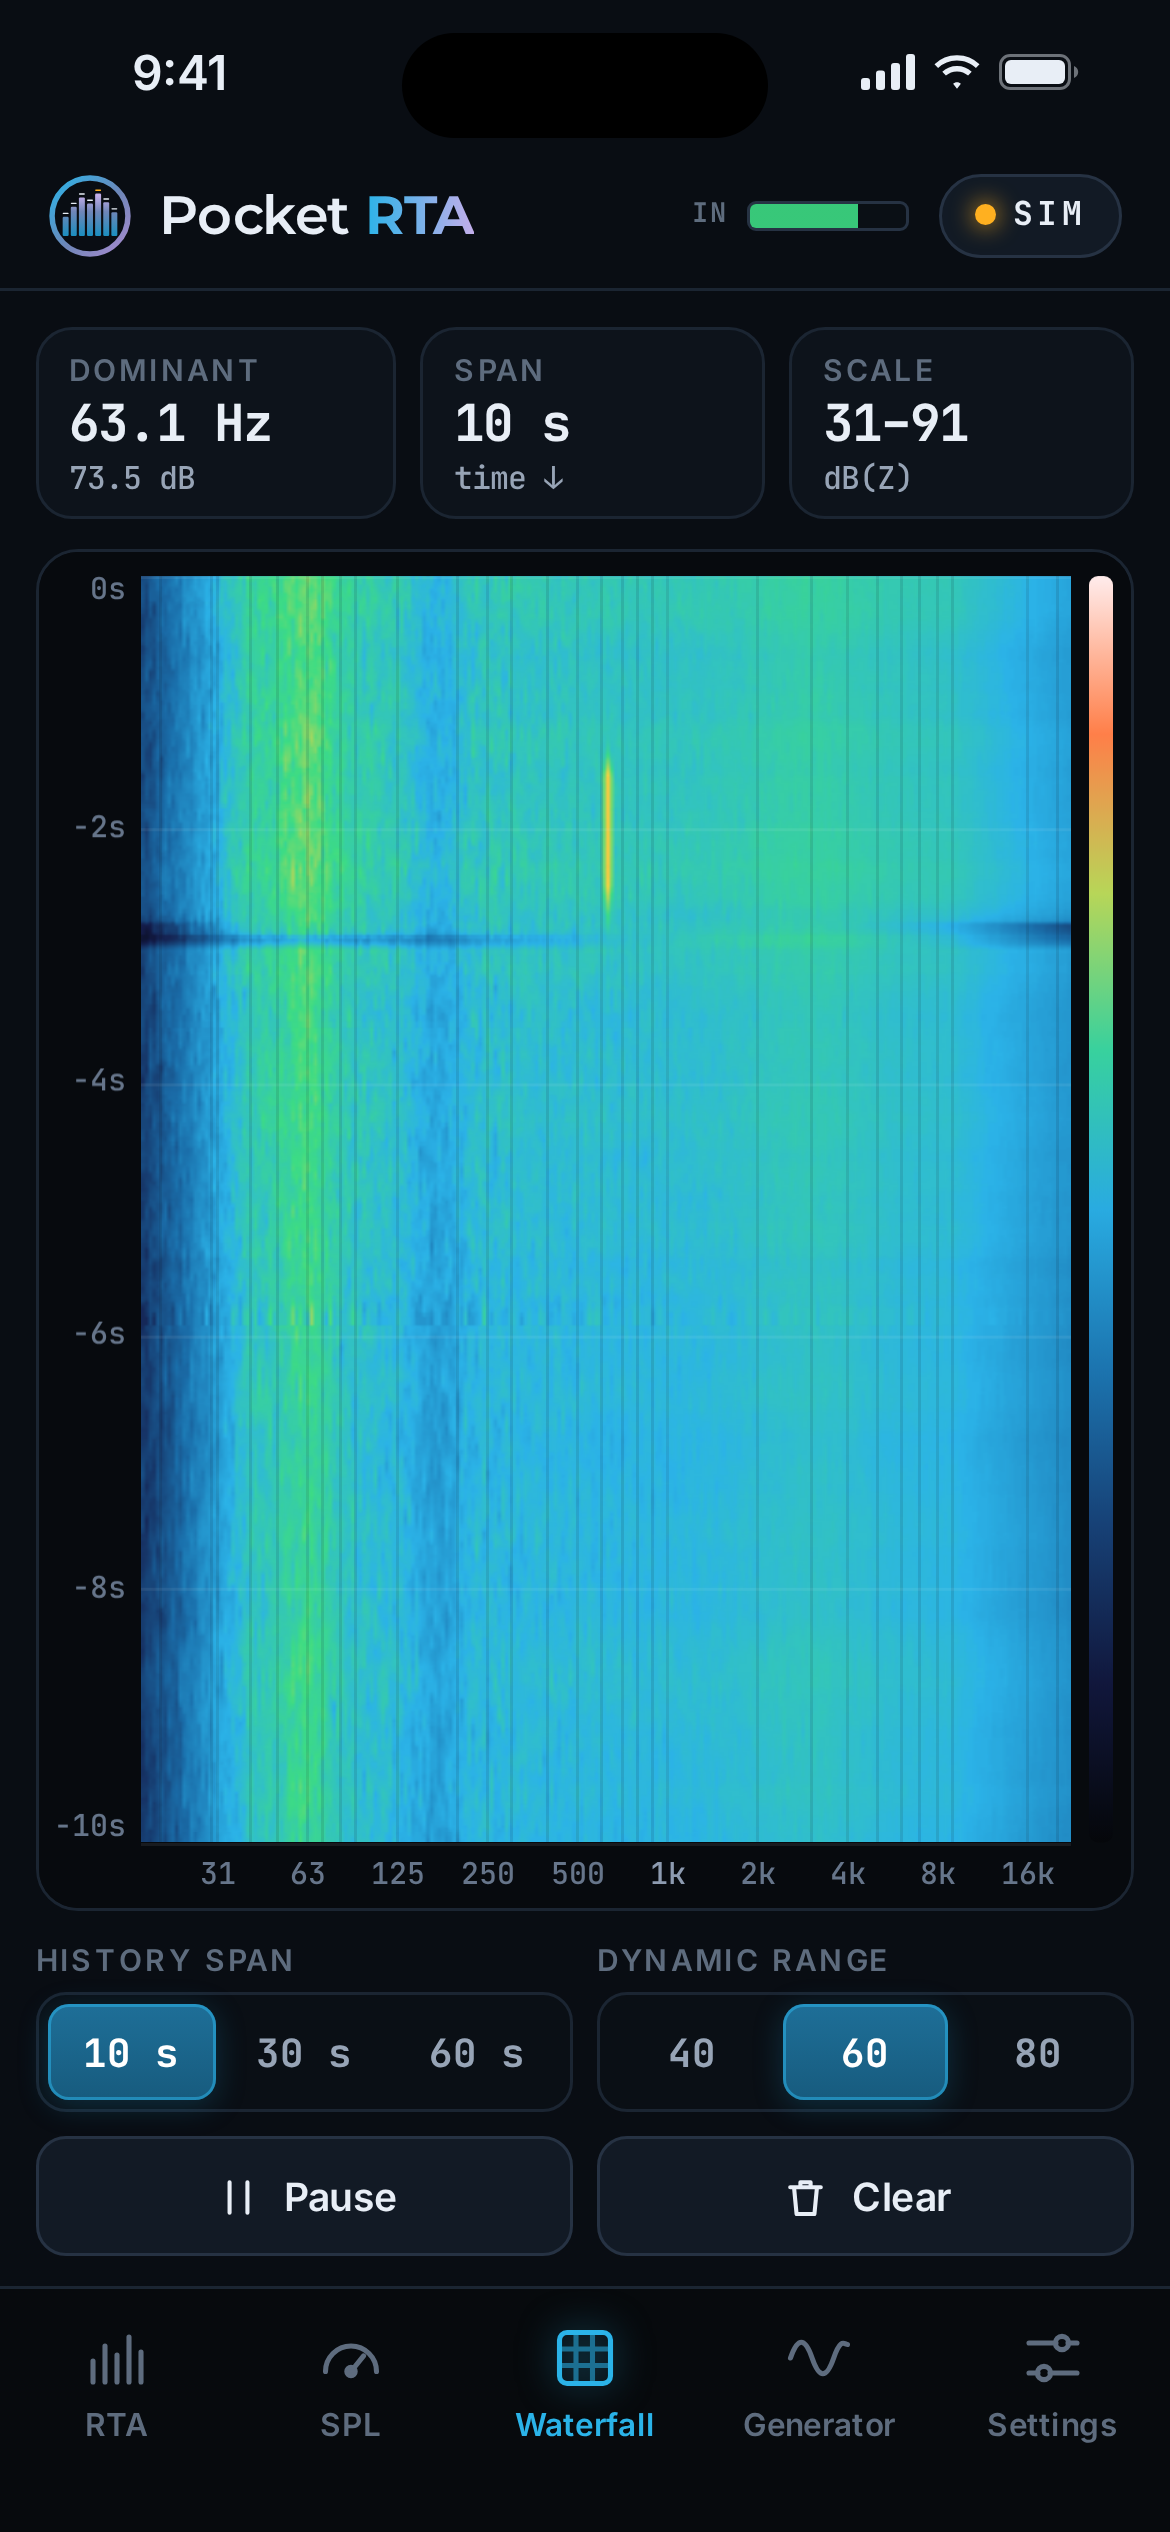 9:41
Pocket RTA
IN
SIM
DOMINANT
63.1 Hz
73.5 dB
SPAN
10 s
time ↓
SCALE
31–91
dB(Z)
0s
-2s
-4s
-6s
-8s
-10s
31 63 125 250 500 1k 2k 4k 8k 16k
HISTORY SPAN
10 s 30 s 60 s
DYNAMIC RANGE
40 60 80
Pause
Clear
RTA
SPL
Waterfall
Generator
Settings